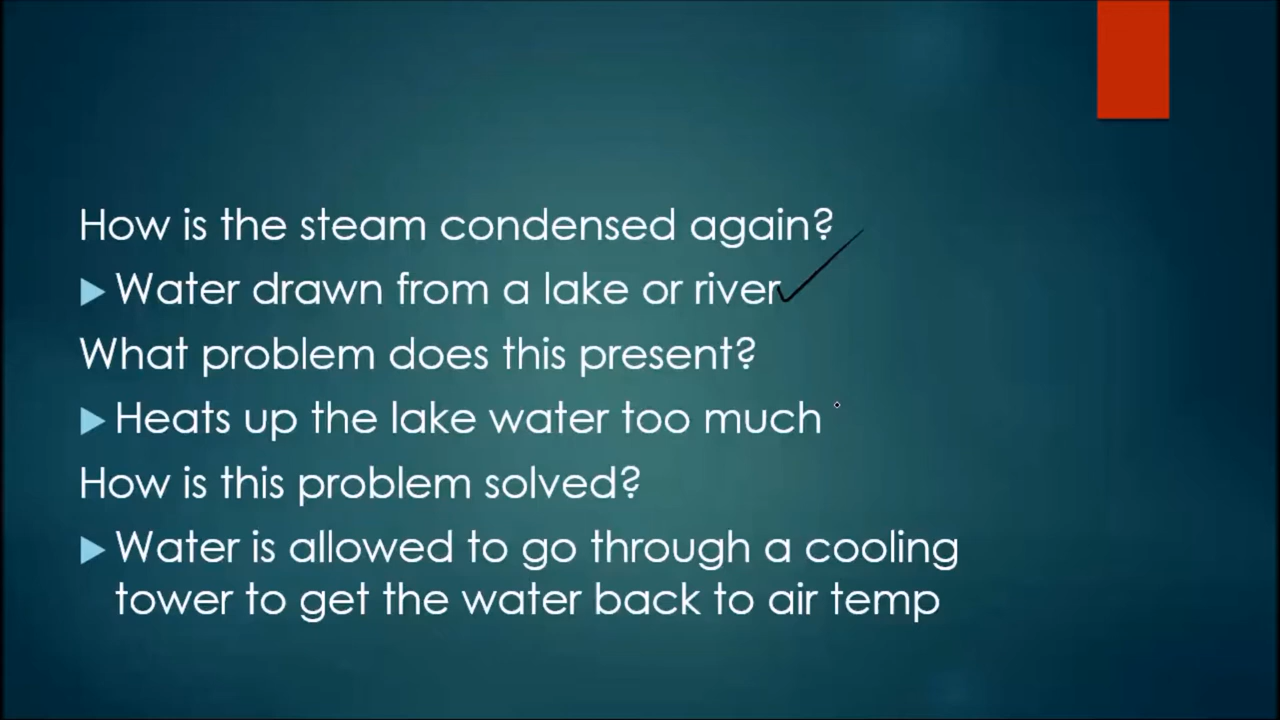 How is the steam condensed again?
Water drawn from a lake or river
What problem does this present?
Heats up the lake water too much
How is this problem solved?
Water is allowed to go through a cooling
tower to get the water back to air temp